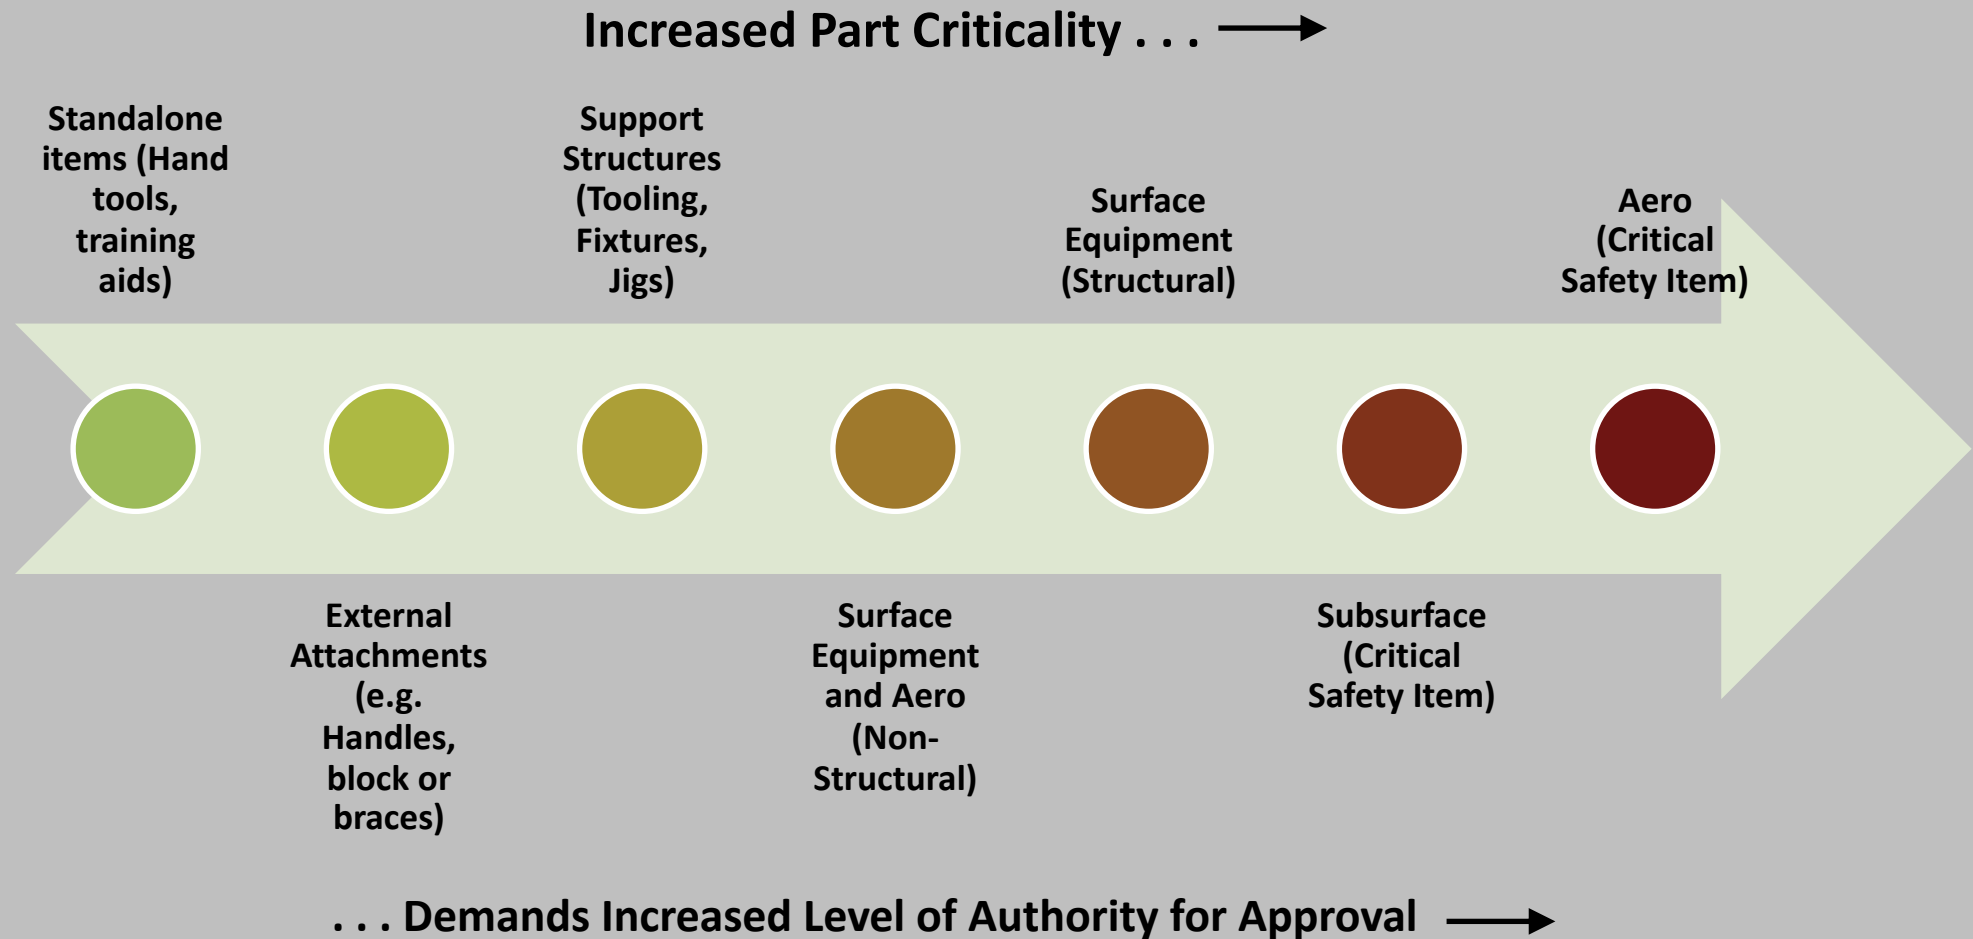 Increased Part Criticality . . .
Standalone
items (Hand
tools,
training
aids)
Support
Structures
(Tooling,
Fixtures,
Jigs)
Surface
Equipment
(Structural)
Aero
(Critical
Safety Item)
External
Attachments
(e.g.
Handles,
block or
braces)
Surface
Equipment
and Aero
(Non-
Structural)
Subsurface
(Critical
Safety Item)
. . . Demands Increased Level of Authority for Approval